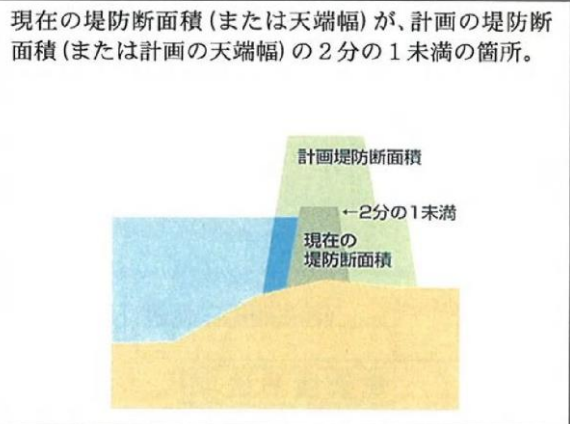 現在の堤防断面積(または天端幅)が、計画の堤防断
面積(または計画の天端幅)の2分の1未満の箇所。
計画堤防断面積
←2分の1未満
現在の
堤防断面積